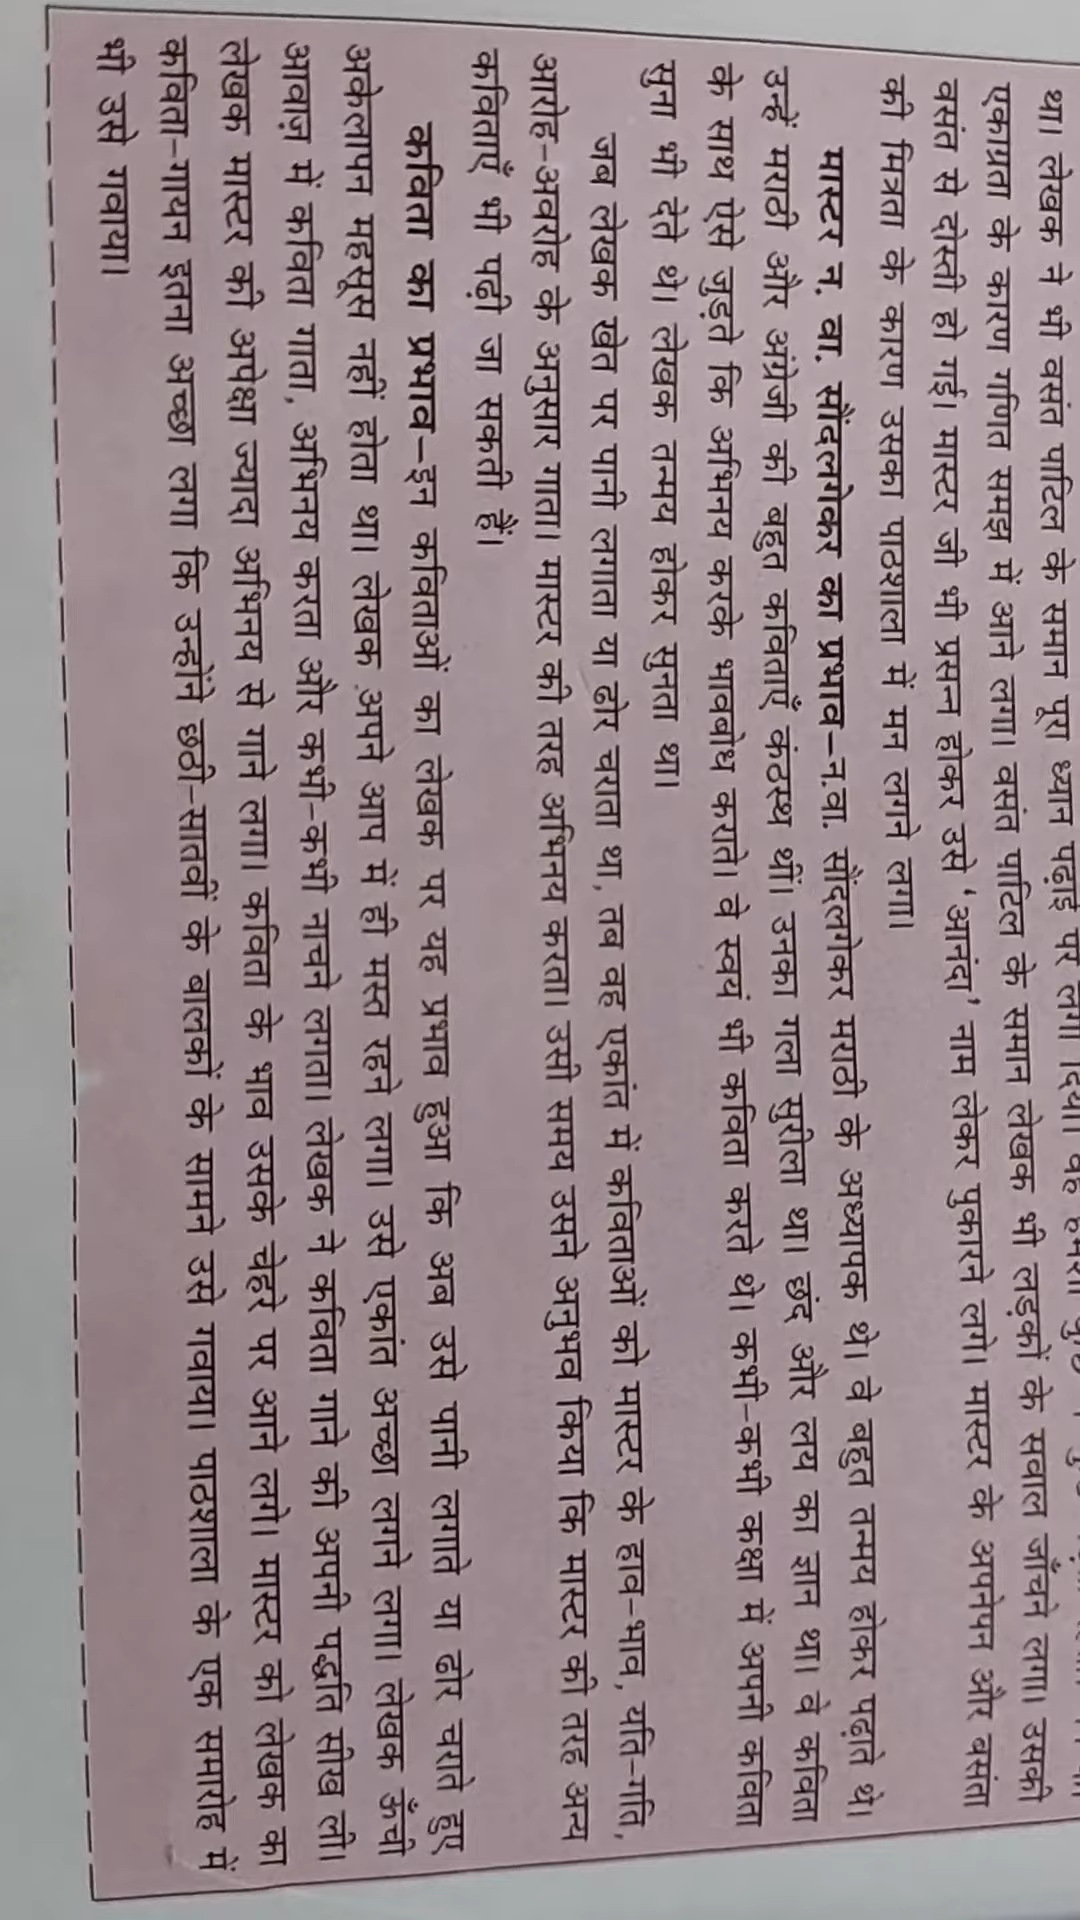 था। लेखक ने भी वसंत पाटिल के समान पूरा ध्यान पढ़ाई पर लगा दिया। वह हमेशा कुछ न कुछ
एकाग्रता के कारण गणित समझ में आने लगा। वसंत पाटिल के समान लेखक भी लड़कों के सवाल जाँचने लगा। उसकी
वसंत से दोस्ती हो गई। मास्टर जी भी प्रसन्न होकर उसे ‘आनंदा’ नाम लेकर पुकारने लगे। मास्टर के अपनेपन और वसंता
की मित्रता के कारण उसका पाठशाला में मन लगने लगा।
मास्टर न. वा. सौंदलगेकर का प्रभाव–न.वा. सौंदलगेकर मराठी के अध्यापक थे। वे बहुत तन्मय होकर पढ़ाते थे।
उन्हें मराठी और अंग्रेजी की बहुत कविताएँ कंठस्थ थीं। उनका गला सुरीला था। छंद और लय का ज्ञान था। वे कविता
के साथ ऐसे जुड़ते कि अभिनय करके भावबोध कराते। वे स्वयं भी कविता करते थे। कभी-कभी कक्षा में अपनी कविता
सुना भी देते थे। लेखक तन्मय होकर सुनता था।
जब लेखक खेत पर पानी लगाता या ढोर चराता था, तब वह एकांत में कविताओं को मास्टर के हाव-भाव, यति-गति,
आरोह-अवरोह के अनुसार गाता। मास्टर की तरह अभिनय करता। उसी समय उसने अनुभव किया कि मास्टर की तरह अन्य
कविताएँ भी पढ़ी जा सकती हैं।
कविता का प्रभाव–इन कविताओं का लेखक पर यह प्रभाव हुआ कि अब उसे पानी लगाते या ढोर चराते हुए
अकेलापन महसूस नहीं होता था। लेखक अपने आप में ही मस्त रहने लगा। उसे एकांत अच्छा लगने लगा। लेखक ऊँची
आवाज़ में कविता गाता, अभिनय करता और कभी-कभी नाचने लगता। लेखक ने कविता गाने की अपनी पद्धति सीख ली।
लेखक मास्टर की अपेक्षा ज्यादा अभिनय से गाने लगा। कविता के भाव उसके चेहरे पर आने लगे। मास्टर को लेखक का
कविता-गायन इतना अच्छा लगा कि उन्होंने छठी-सातवीं के बालकों के सामने उसे गवाया। पाठशाला के एक समारोह में
भी उसे गवाया।